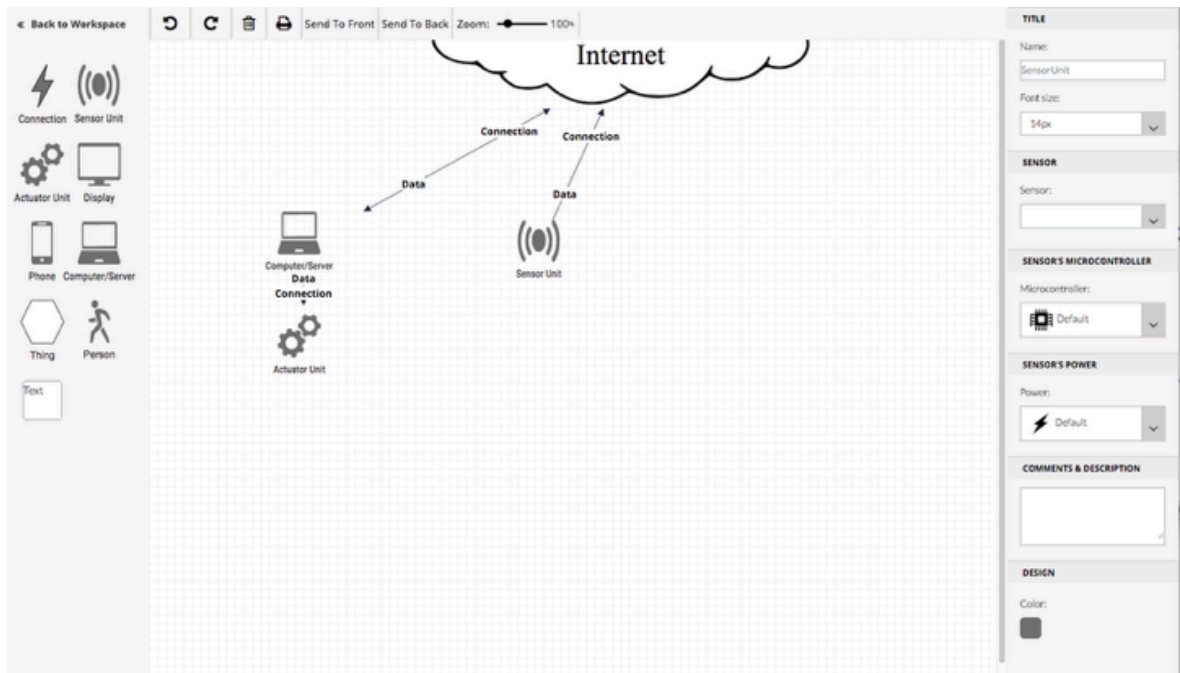 « Back to Workspace
Send To Front Send To Back Zoom: 100%
Connection Sensor Unit
Actuator Unit Display
Phone Computer/Server
Thing Person
Text
Internet
Connection
Connection
Data
Data
Computer/Server
Data
Connection
Sensor Unit
Actuator Unit
TITLE
Name:
SensorUnit
Font size:
14px
SENSOR
Sensor:
SENSOR'S MICROCONTROLLER
Microcontroller:
Default
SENSOR'S POWER
Power:
Default
COMMENTS & DESCRIPTION
DESIGN
Color: